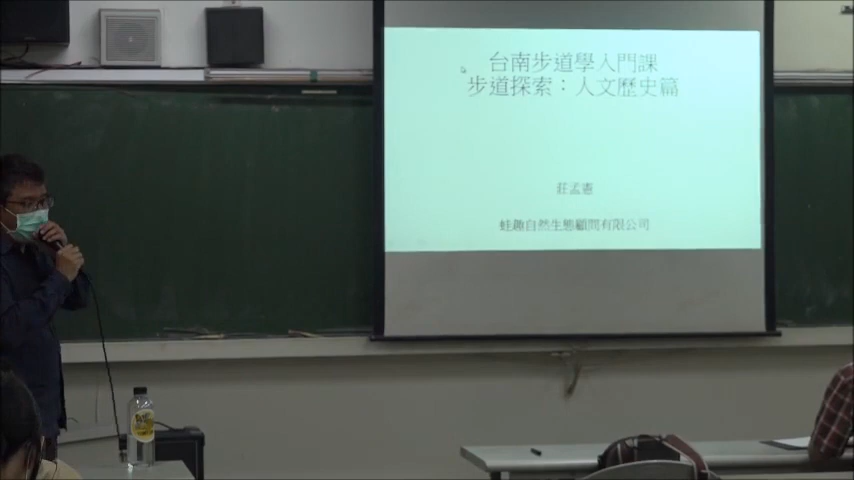 台南步道學入門課
步道探索：人文歷史篇
莊孟憲
蛙趣自然生態顧問有限公司